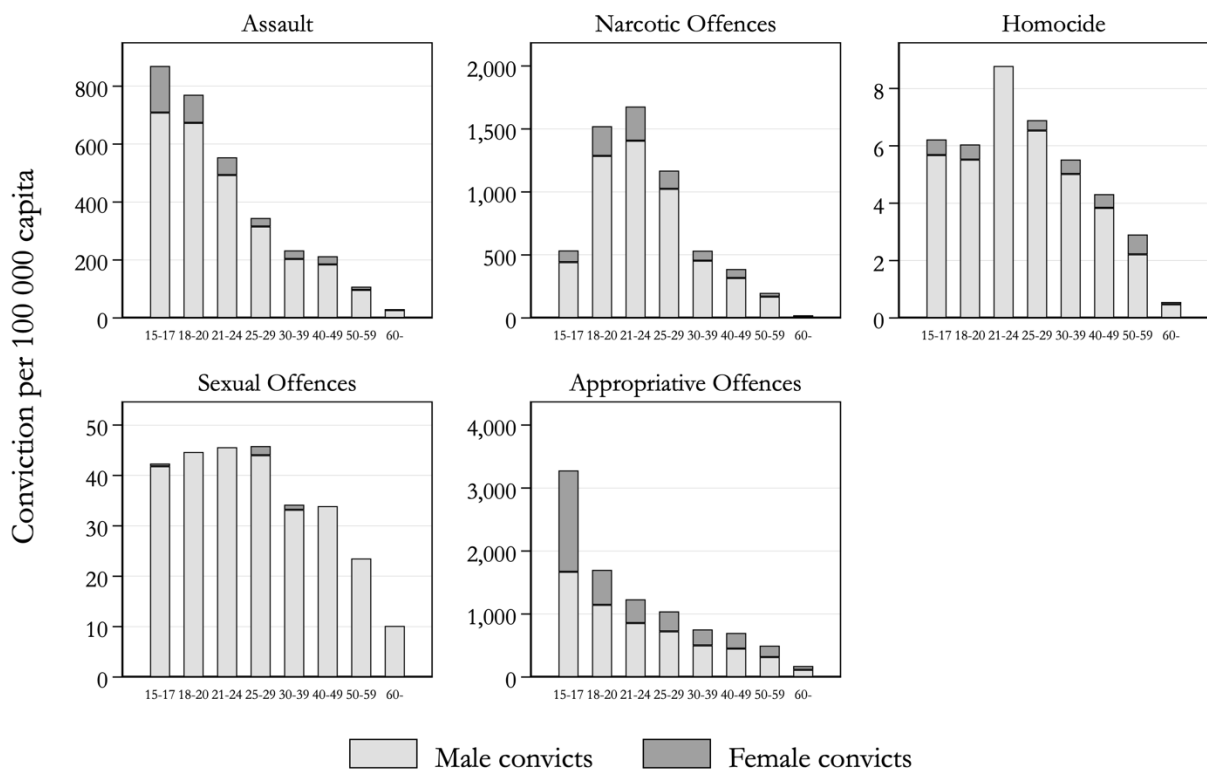 Assault
Narcotic Offences
Homocide
Conviction per 100 000 capita
800
600
400
200
0
15-17 18-20 21-24 25-29 30-39 40-49 50-59 60-
2,000
1,500
1,000
500
0
15-17 18-20 21-24 25-29 30-39 40-49 50-59 60-
8
6
4
2
0
15-17 18-20 21-24 25-29 30-39 40-49 50-59 60-
Sexual Offences
Appropriative Offences
50
40
30
20
10
0
15-17 18-20 21-24 25-29 30-39 40-49 50-59 60-
4,000
3,000
2,000
1,000
0
15-17 18-20 21-24 25-29 30-39 40-49 50-59 60-
Male convicts
Female convicts